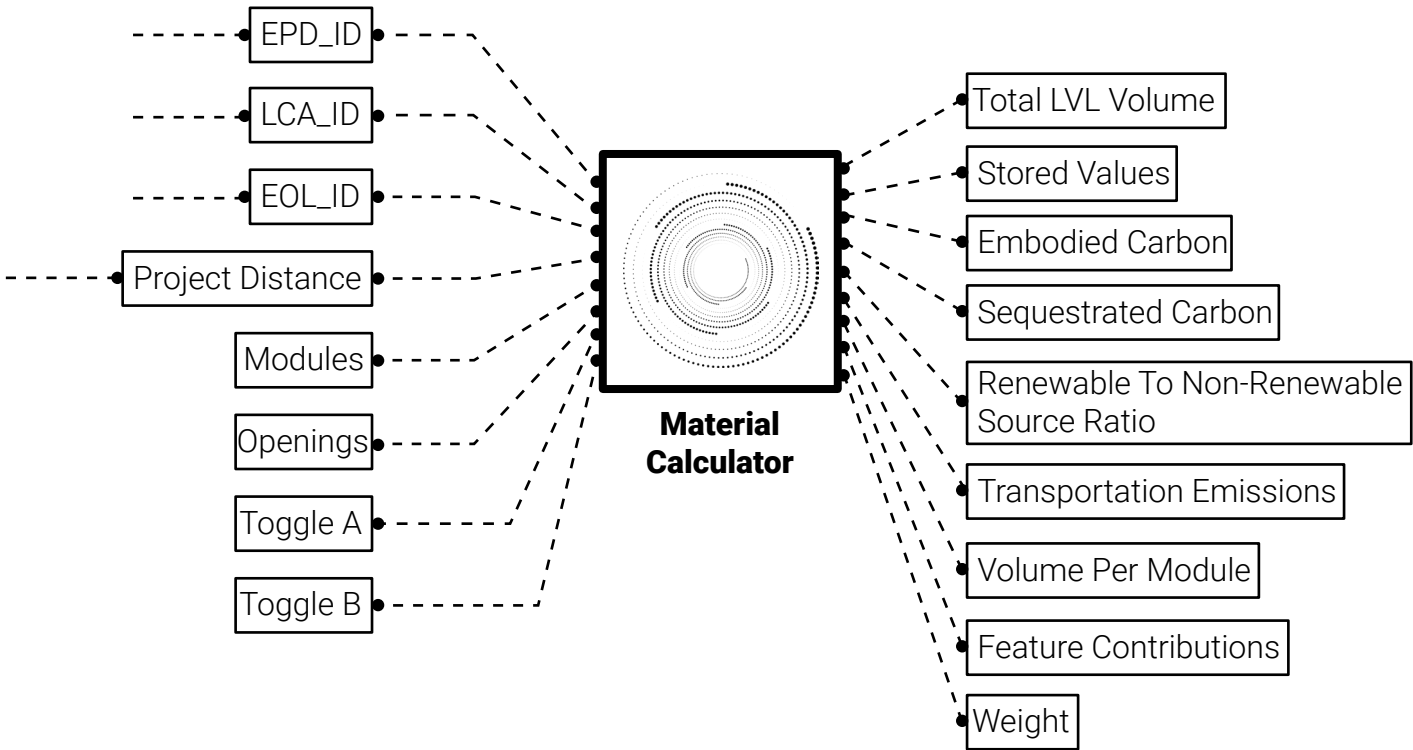 EPD_ID
LCA_ID
EOL_ID
Project Distance
Modules
Openings
Toggle A
Toggle B
Material
Calculator
Total LVL Volume
Stored Values
Embodied Carbon
Sequestrated Carbon
Renewable To Non-Renewable
Source Ratio
Transportation Emissions
Volume Per Module
Feature Contributions
Weight